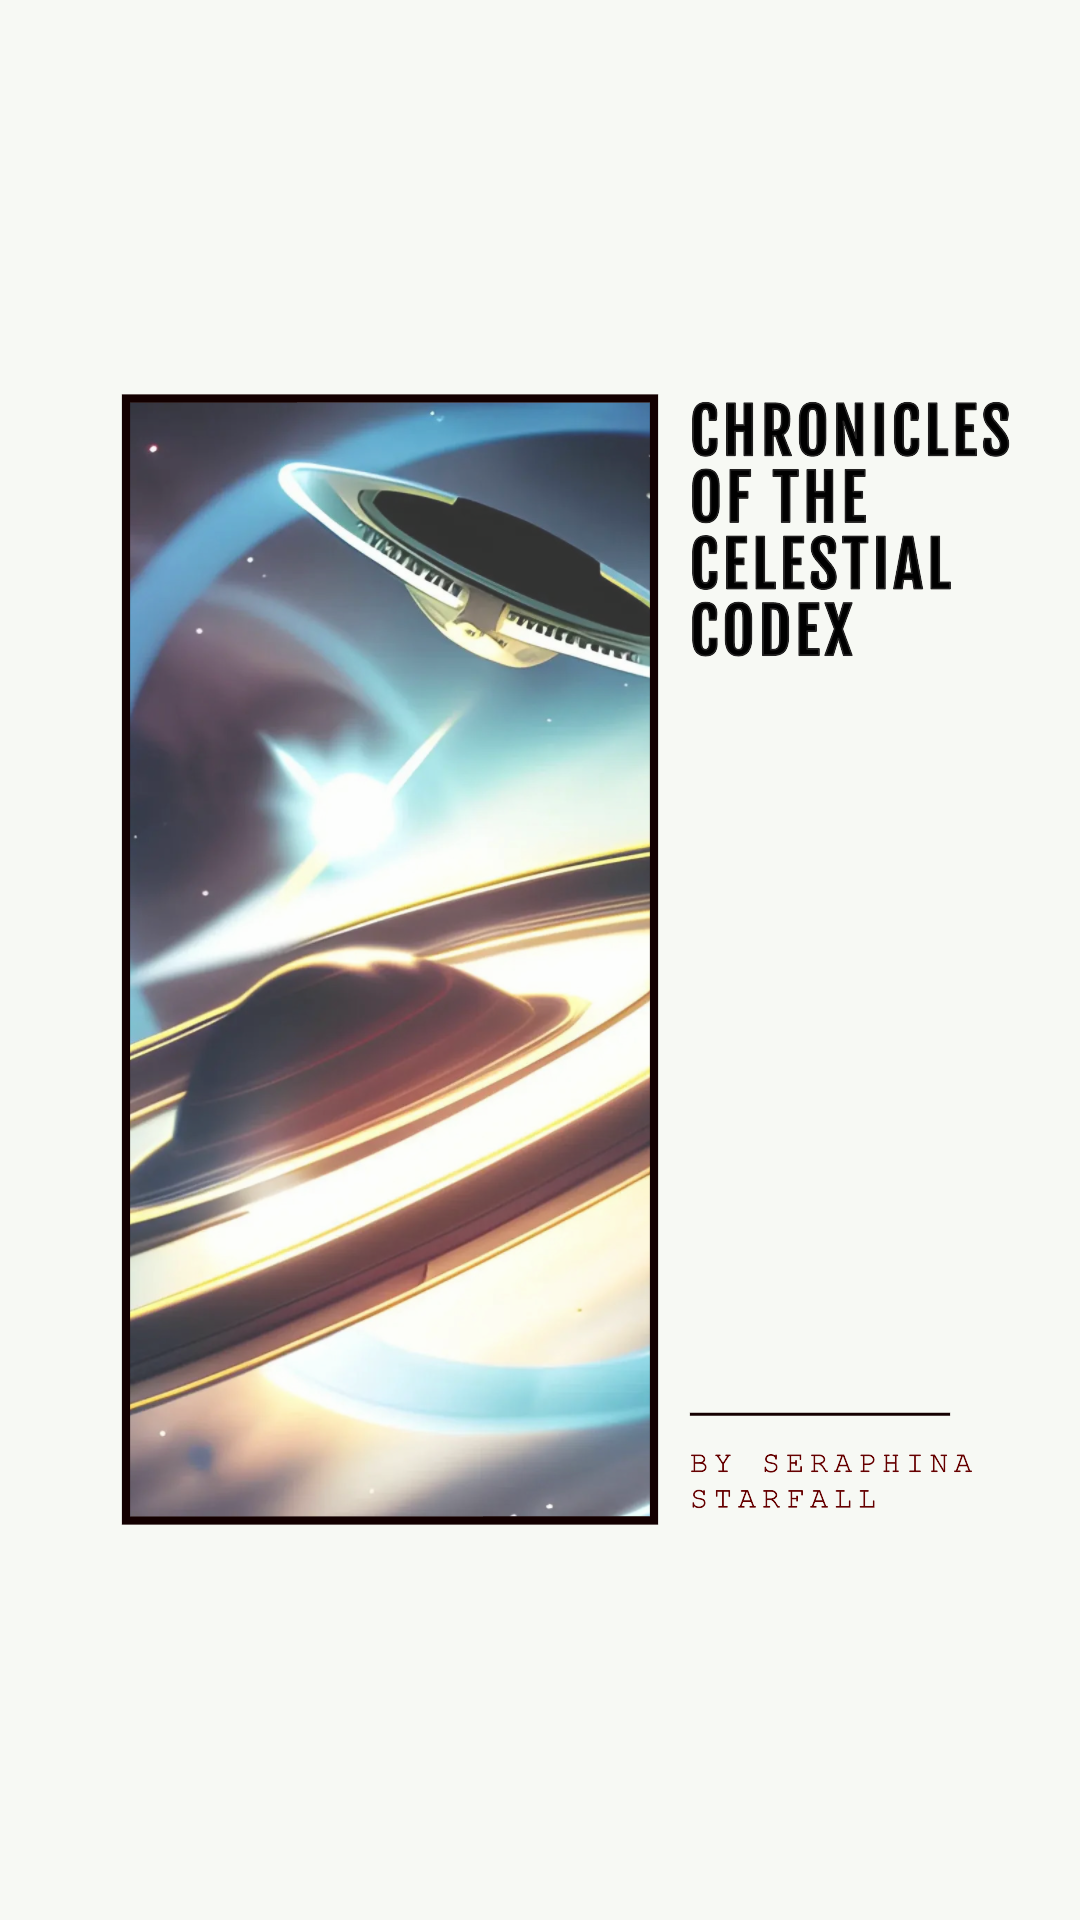 CHRONICLES
OF THE
CELESTIAL
CODEX
BY SERAPHINA
STARFALL